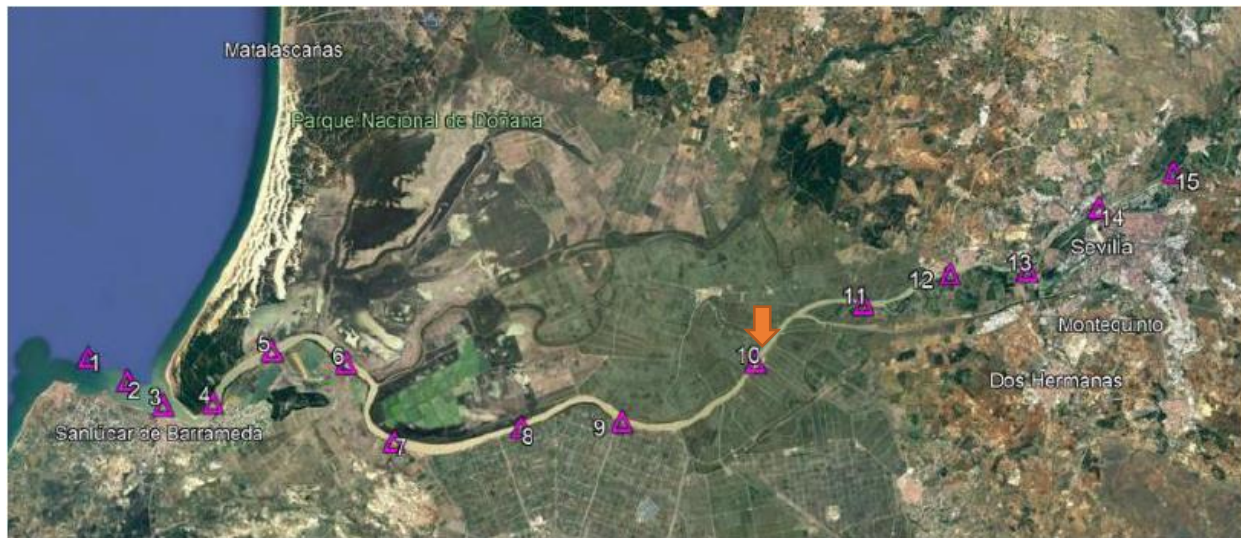 Matalascañas
Parque Nacional de Doñana
15
14
Sevilla
13
12
11
Montequinto
10
Dos Hermanas
5
6
1
2
3
4
Sanlúcar de Barrameda
9
8
7